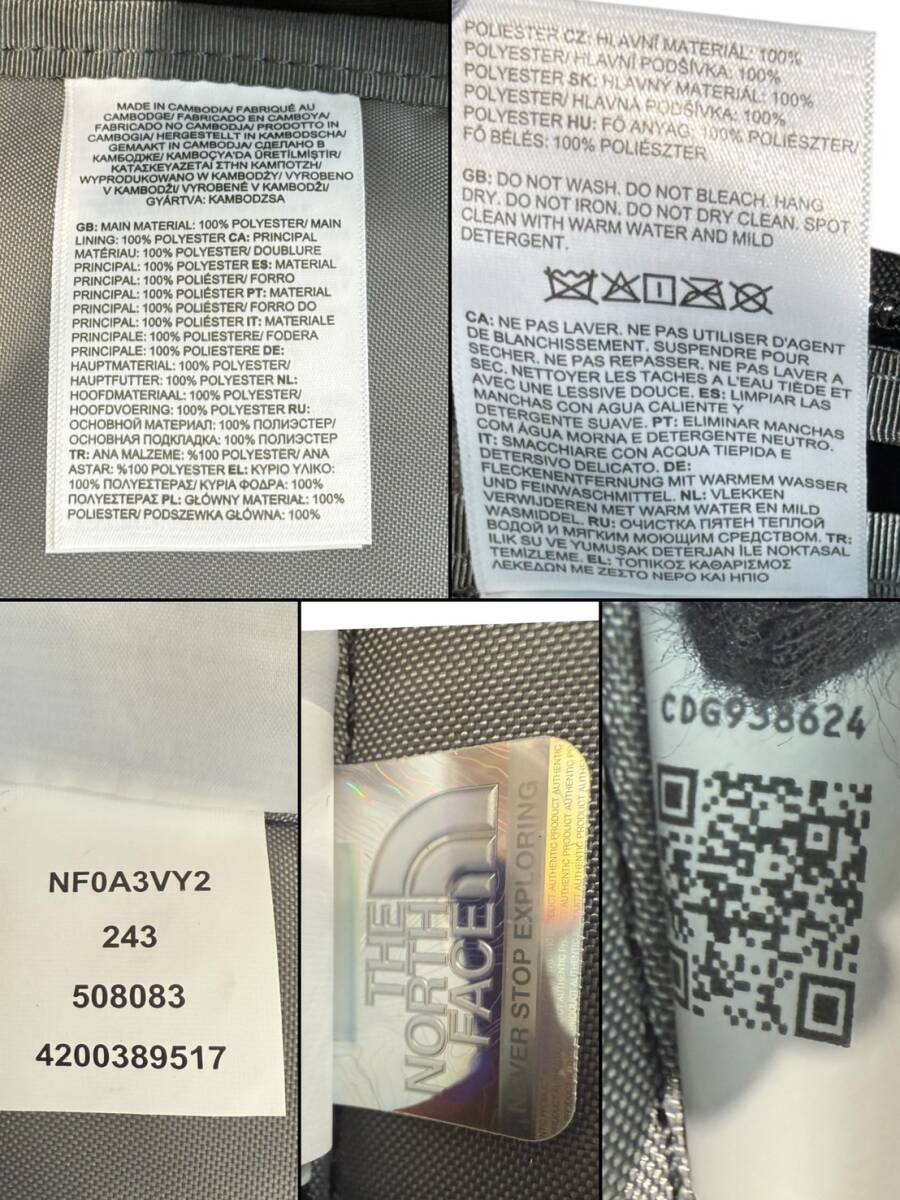 MADE IN CAMBODIA/ FABRIQUÉ AU
CAMBODGE/ FABRICADO EN CAMBOYA/
FABRICADO NO CAMBODJA/ PRODOTTO IN
CAMBOGIA/ HERGESTELLT IN KAMBODSCHA/
GEMAAKT IN CAMBODJA/ СДЕЛАНО В
КАМБОДЖЕ/ KAMBOÇYA'DA ÜRETİLMİŞTİR/
ΚΑΤΑΣΚΕΥΑΖΕΤΑΙ ΣΤΗΝ ΚΑΜΠΟΤΖΗ/
WYPRODUKOWANO W KAMBODŻY/ VYROBENO
V KAMBODŽI/ VYROBENÉ V KAMBODŽI/
GYÁRTVA: KAMBODZSA
GB: MAIN MATERIAL: 100% POLYESTER/ MAIN
LINING: 100% POLYESTER CA: PRINCIPAL
MATÉRIAU: 100% POLYESTER/ DOUBLURE
PRINCIPAL: 100% POLYESTER ES: MATERIAL
PRINCIPAL: 100% POLIÉSTER/ FORRO
PRINCIPAL: 100% POLIÉSTER PT: MATERIAL
PRINCIPAL: 100% POLIÉSTER/ FORRO DO
PRINCIPAL: 100% POLIÉSTER IT: MATERIALE
PRINCIPALE: 100% POLIESTERE/ FODERA
PRINCIPALE: 100% POLIESTERE DE:
HAUPTMATERIAL: 100% POLYESTER/
HAUPTFUTTER: 100% POLYESTER NL:
HOOFDMATERIAAL: 100% POLYESTER/
HOOFDVOERING: 100% POLYESTER RU:
ОСНОВНОЙ МАТЕРИАЛ: 100% ПОЛИЭСТЕР/
ОСНОВНАЯ ПОДКЛАДКА: 100% ПОЛИЭСТЕР
TR: ANA MALZEME: %100 POLYESTER/ ANA
ASTAR: %100 POLYESTER EL: ΚΥΡΙΟ ΥΛΙΚΟ:
100% ΠΟΛΥΕΣΤΕΡΑΣ/ ΚΥΡΙΑ ΦΟΔΡΑ: 100%
ΠΟΛΥΕΣΤΕΡΑΣ PL: GŁÓWNY MATERIAŁ: 100%
POLIESTER/ PODSZEWKA GŁÓWNA: 100%
POLIESTER CZ: HLAVNÍ MATERIÁL: 100%
POLYESTER/ HLAVNÍ PODŠÍVKA: 100%
POLYESTER SK: HLAVNÝ MATERIÁL: 100%
POLYESTER/ HLAVNÁ PODŠÍVKA: 100%
POLYESTER HU: FŐ ANYAG: 100% POLIÉSZTER/
FŐ BÉLÉS: 100% POLIÉSZTER
GB: DO NOT WASH. DO NOT BLEACH. HANG
DRY. DO NOT IRON. DO NOT DRY CLEAN. SPOT
CLEAN WITH WARM WATER AND MILD
DETERGENT.
CA: NE PAS LAVER. NE PAS UTILISER D'AGENT
DE BLANCHISSEMENT. SUSPENDRE POUR
SECHER. NE PAS REPASSER. NE PAS LAVER A
SEC. NETTOYER LES TACHES A L'EAU TIÈDE ET
AVEC UNE LESSIVE DOUCE. ES: LIMPIAR LAS
MANCHAS CON AGUA CALIENTE Y
DETERGENTE SUAVE. PT: ELIMINAR MANCHAS
COM ÁGUA MORNA E DETERGENTE NEUTRO.
IT: SMACCHIARE CON ACQUA TIEPIDA E
DETERSIVO DELICATO. DE:
FLECKENENTFERNUNG MIT WARMEM WASSER
UND FEINWASCHMITTEL. NL: VLEKKEN
VERWIJDEREN MET WARM WATER EN MILD
WASMIDDEL. RU: ОЧИСТКА ПЯТЕН ТЕПЛОЙ
ВОДОЙ И МЯГКИМ МОЮЩИМ СРЕДСТВОМ. TR:
ILIK SU VE YUMUŞAK DETERJAN İLE NOKTASAL
TEMİZLEME. EL: ΤΟΠΙΚΟΣ ΚΑΘΑΡΙΣΜΟΣ
ΛΕΚΕΔΩΝ ΜΕ ΖΕΣΤΟ ΝΕΡΟ ΚΑΙ ΗΠΙΟ
NF0A3VY2
243
508083
4200389517
THE
NORTH
FACE
STOP EXPLORING
AUTHENTIC PRODUCT AUTHENTIC PRODUCT AUTHENTIC
CDG938624